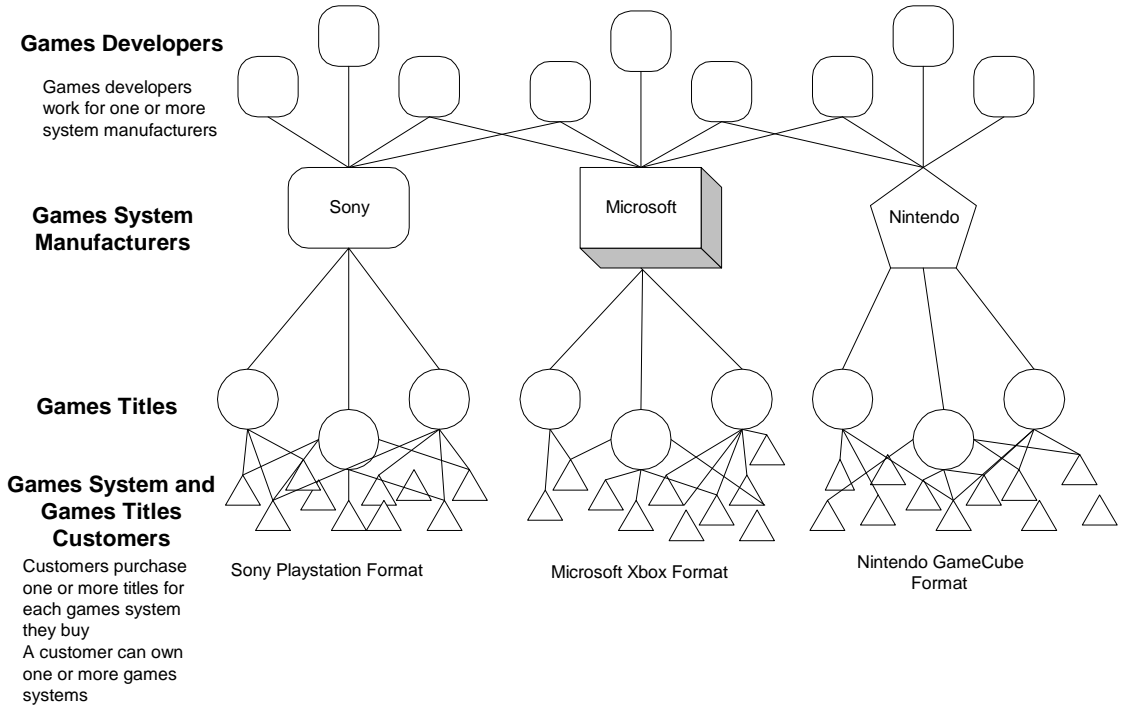 Games Developers
Games developers
work for one or more
system manufacturers
Games System
Manufacturers
Sony
Microsoft
Nintendo
Games Titles
Games System and
Games Titles
Customers
Customers purchase
one or more titles for
each games system
they buy
A customer can own
one or more games
systems
Sony Playstation Format
Microsoft Xbox Format
Nintendo GameCube
Format